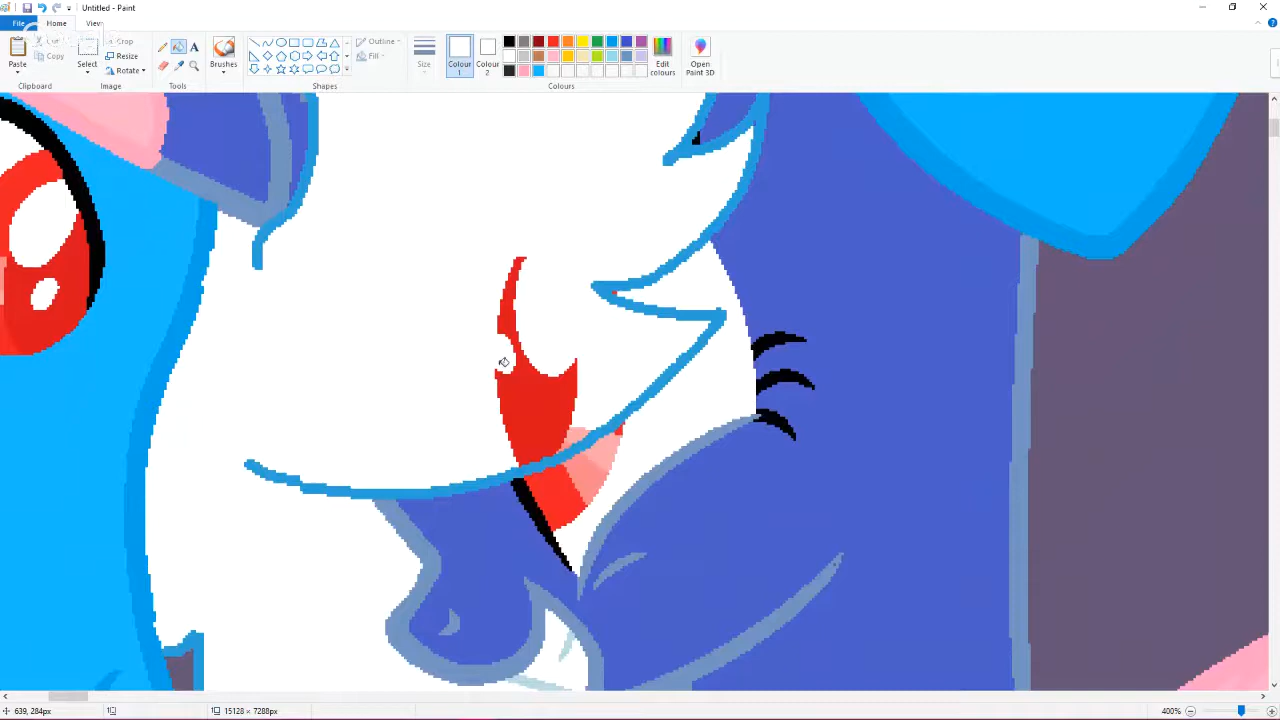 Untitled - Paint
File Home View
Paste
Cut
Copy
Clipboard
Select
Crop
Resize
Rotate
Image
A
Tools
Brushes
Shapes
Outline
Fill
Size
Colour 1
Colour 2
Edit colours
Open Paint 3D
Colours
639, 284px
15128 × 7288px
400%